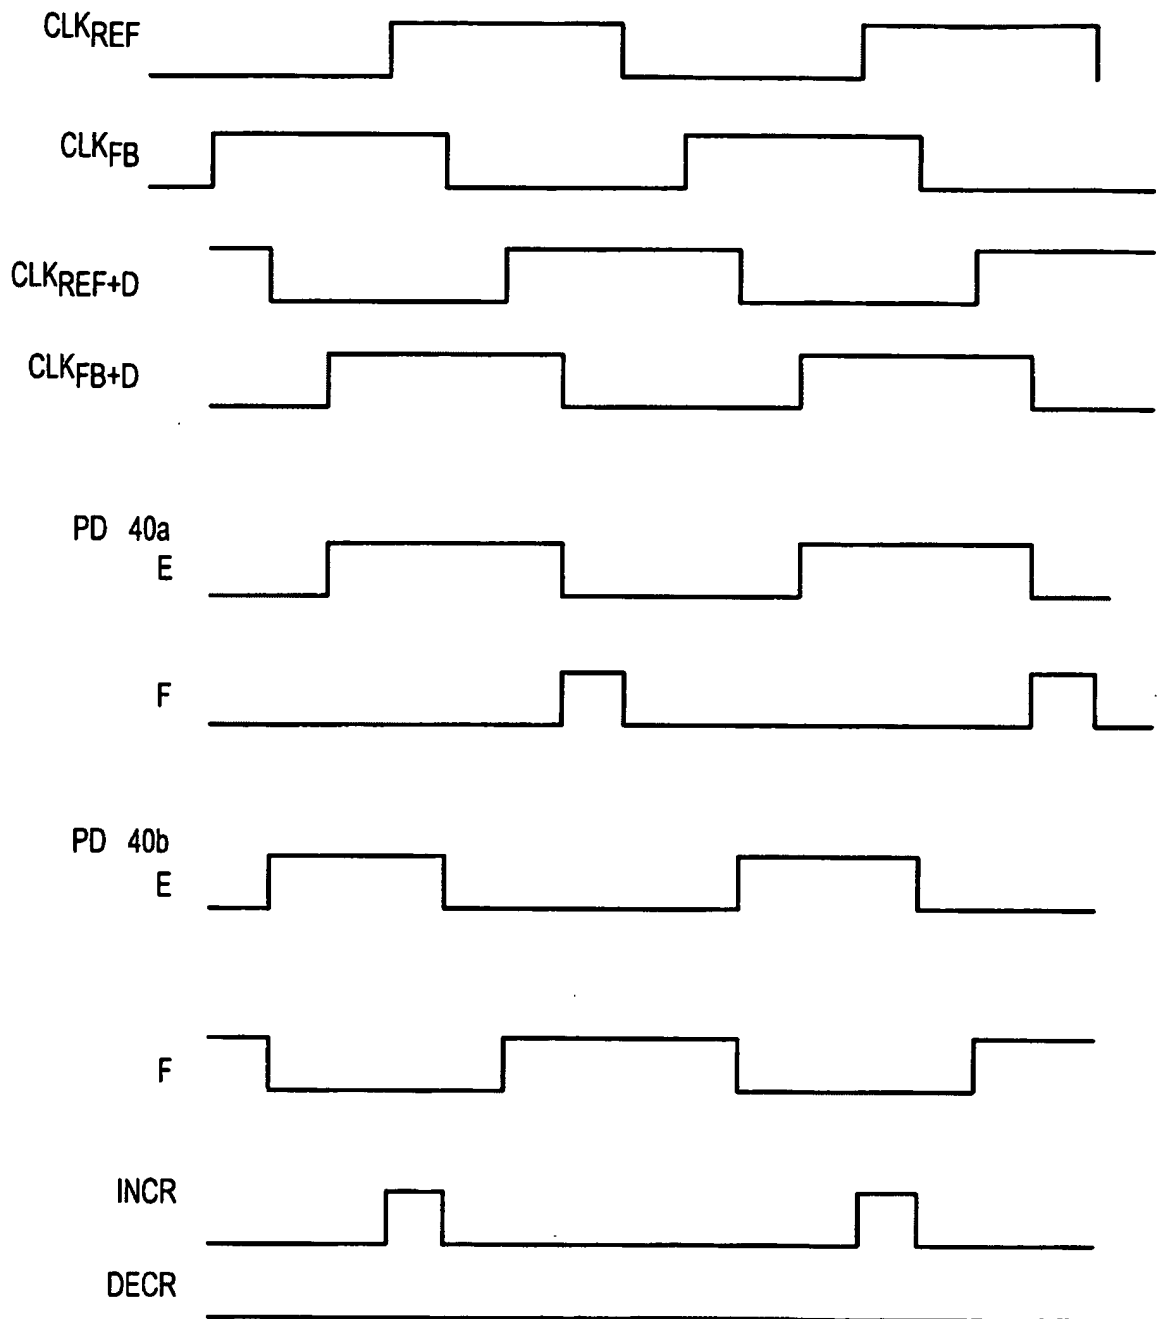 CLKREF
CLKFB
CLKREF+D
CLKFB+D
PD 40a
E
F
PD 40b
E
F
INCR
DECR